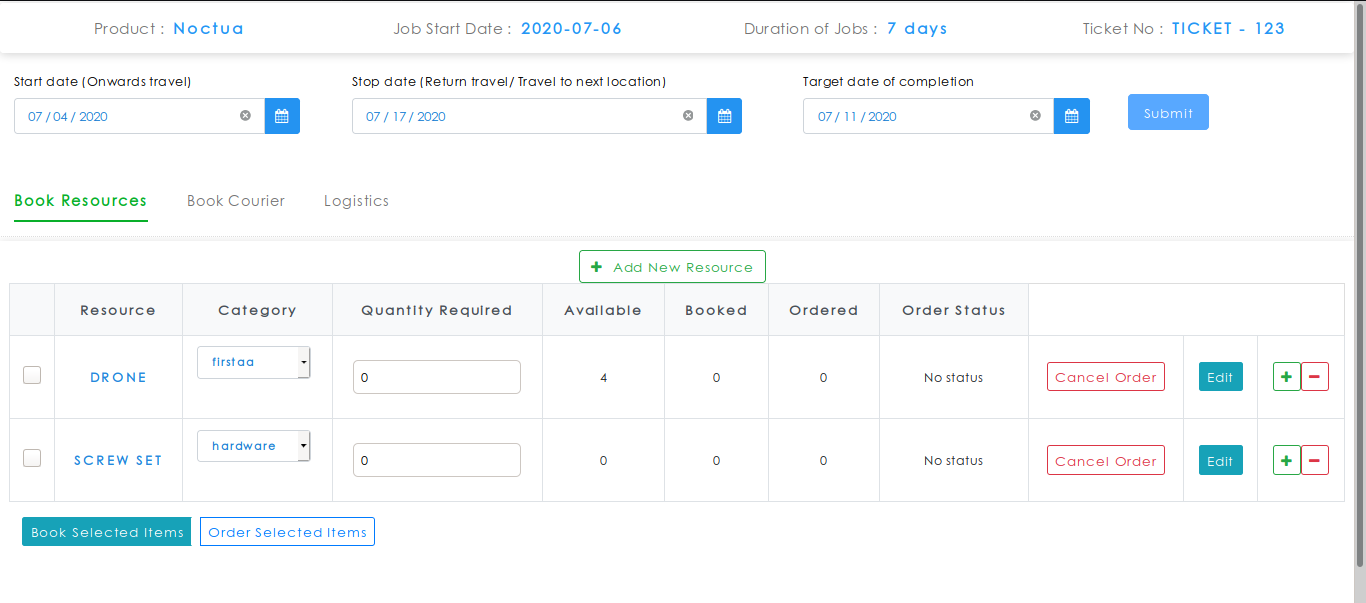 Product : Noctua Job Start Date : 2020-07-06 Duration of Jobs : 7 days Ticket No : TICKET - 123
Start date (Onwards travel) Stop date (Return travel/ Travel to next location) Target date of completion
07 / 04 / 2020 07 / 17 / 2020 07 / 11 / 2020 Submit
Book Resources Book Courier Logistics
+ Add New Resource
Resource Category Quantity Required Available Booked Ordered Order Status
DRONE firstaa 0 4 0 0 No status Cancel Order Edit + −
SCREW SET hardware 0 0 0 0 No status Cancel Order Edit + −
Book Selected Items Order Selected Items